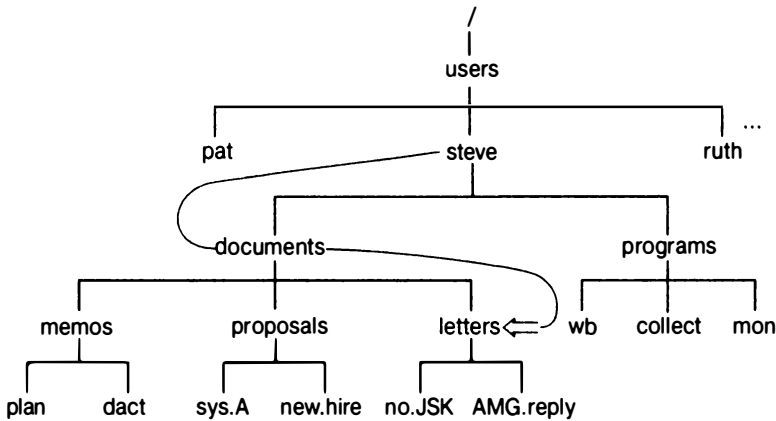 /
users
...
pat steve ruth
documents programs
memos proposals letters wb collect mon
plan dact sys.A new.hire no.JSK AMG.reply